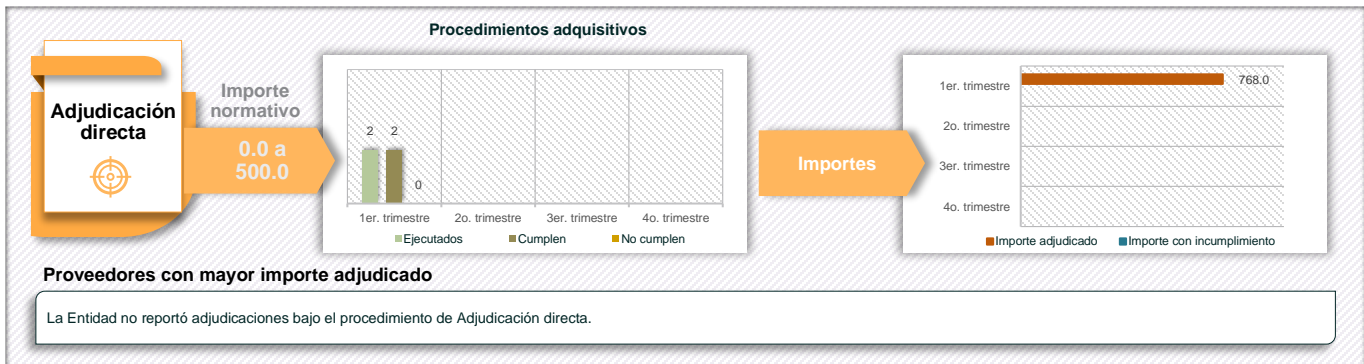 Procedimientos adquisitivos
Adjudicación
directa
Importe
normativo
0.0 a
500.0
2 2
0
1er. trimestre 2o. trimestre 3er. trimestre 4o. trimestre
Ejecutados Cumplen No cumplen
Importes
1er. trimestre 768.0
2o. trimestre
3er. trimestre
4o. trimestre
Importe adjudicado Importe con incumplimiento
Proveedores con mayor importe adjudicado
La Entidad no reportó adjudicaciones bajo el procedimiento de Adjudicación directa.